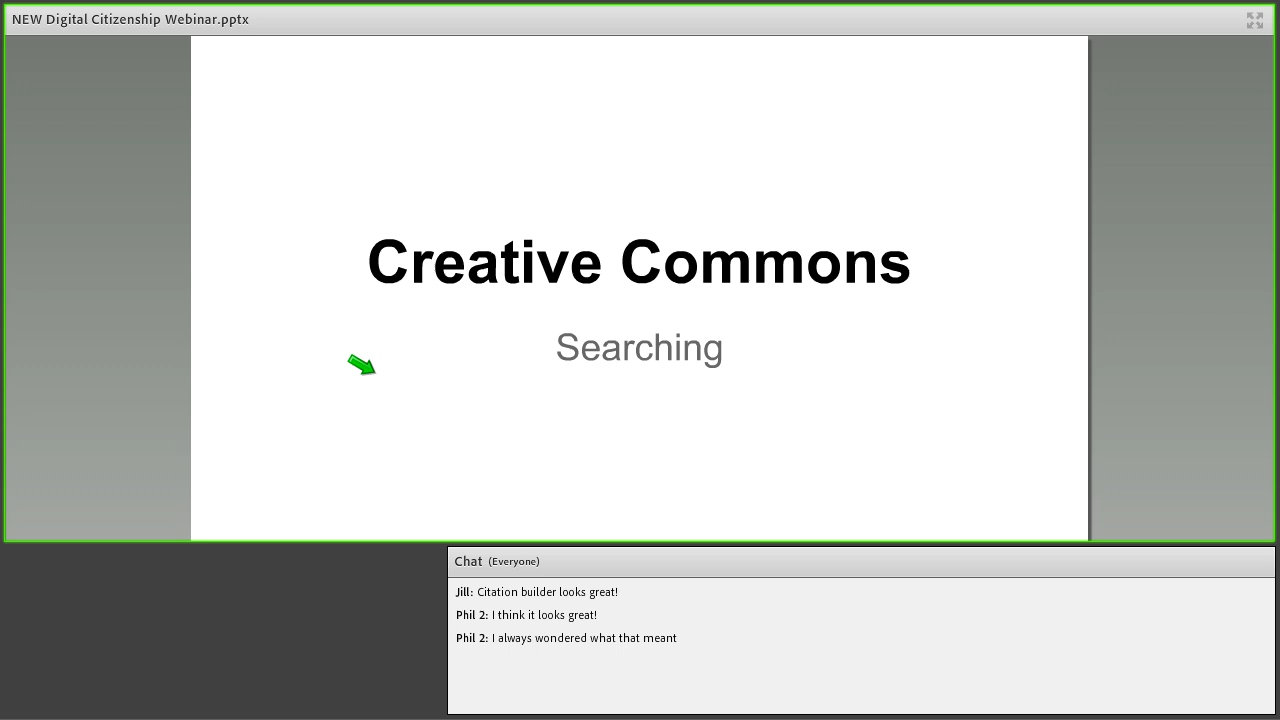 NEW Digital Citizenship Webinar.pptx
Creative Commons
Searching
Chat (Everyone)
Jill: Citation builder looks great!
Phil 2: I think it looks great!
Phil 2: I always wondered what that meant